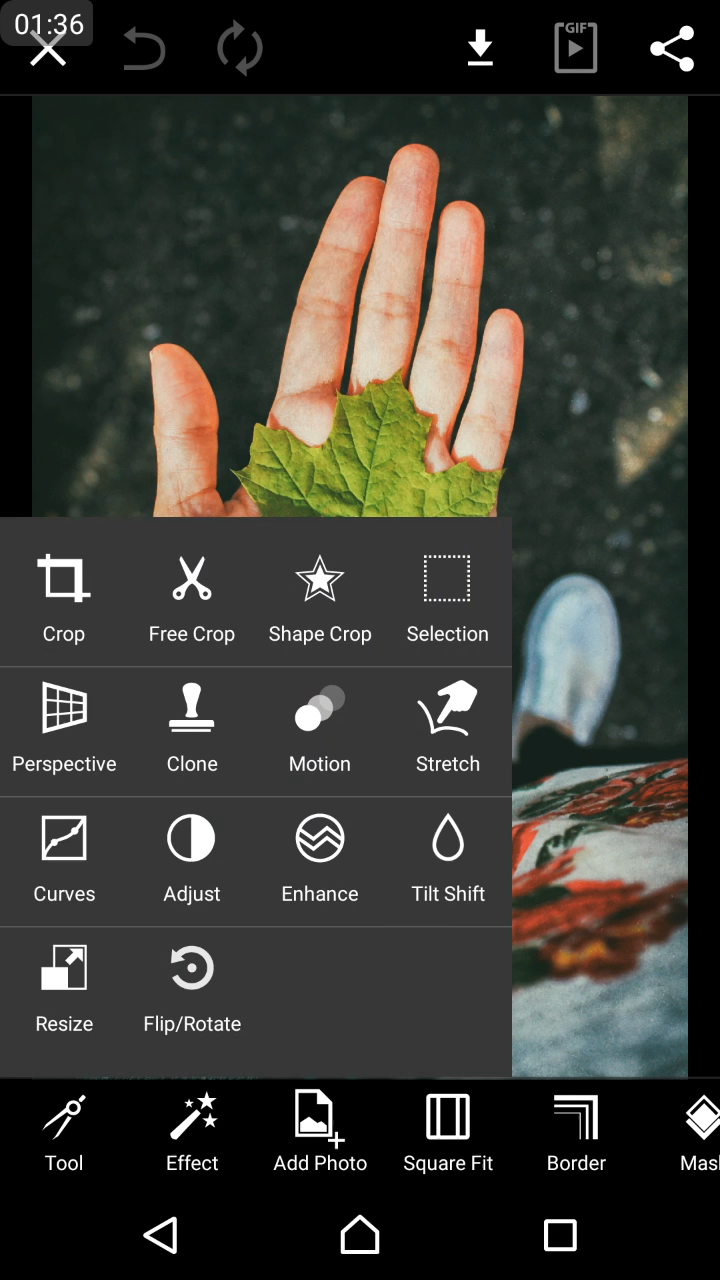 01:36
GIF
Crop
Free Crop
Shape Crop
Selection
Perspective
Clone
Motion
Stretch
Curves
Adjust
Enhance
Tilt Shift
Resize
Flip/Rotate
Tool
Effect
Add Photo
Square Fit
Border